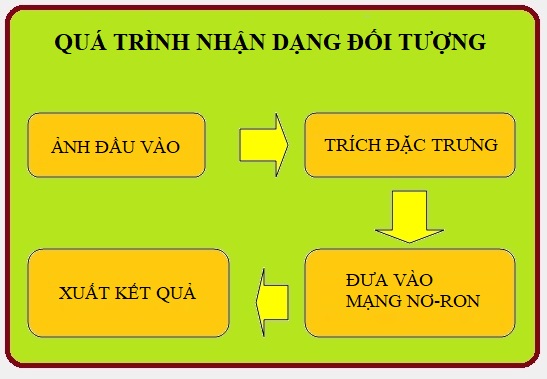 QUÁ TRÌNH NHẬN DẠNG ĐỐI TƯỢNG
ẢNH ĐẦU VÀO
TRÍCH ĐẶC TRƯNG
ĐƯA VÀO
MẠNG NƠ-RON
XUẤT KẾT QUẢ